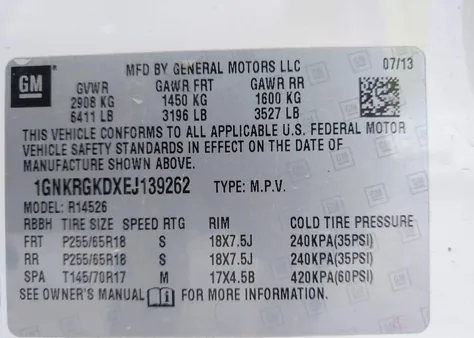 MFD BY GENERAL MOTORS LLC 07/13
GM
GVWR GAWR FRT GAWR RR
2908 KG 1450 KG 1600 KG
6411 LB 3196 LB 3527 LB
THIS VEHICLE CONFORMS TO ALL APPLICABLE U.S. FEDERAL MOTOR
VEHICLE SAFETY STANDARDS IN EFFECT ON THE DATE OF
MANUFACTURE SHOWN ABOVE.
1GNKRGKDXEJ139262 TYPE: M.P.V.
MODEL: R14526
RBBH TIRE SIZE SPEED RTG RIM COLD TIRE PRESSURE
FRT P255/65R18 S 18X7.5J 240KPA(35PSI)
RR P255/65R18 S 18X7.5J 240KPA(35PSI)
SPA T145/70R17 M 17X4.5B 420KPA(60PSI)
SEE OWNER'S MANUAL FOR MORE INFORMATION.